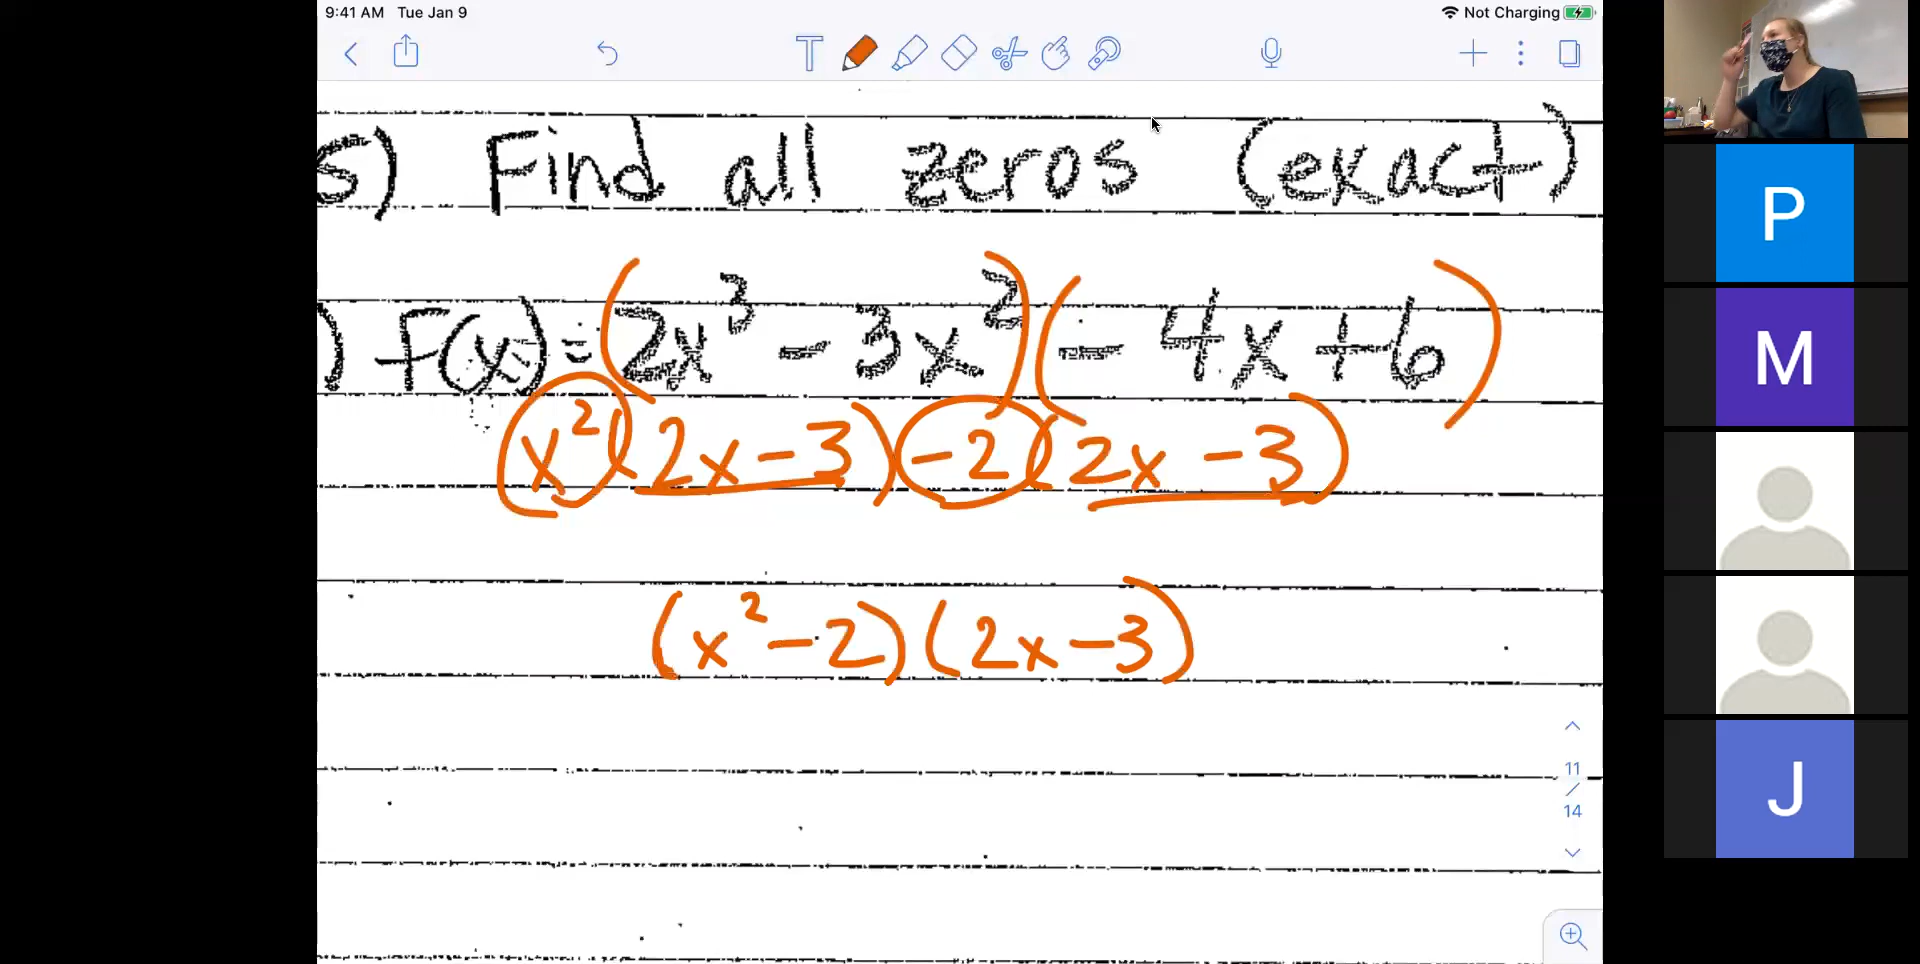 9:41 AM Tue Jan 9
Not Charging
T
5) Find all zeros (exact)
) f(x) = (2x³ - 3x²)(- 4x + 6)
x²(2x - 3) -2(2x - 3)
(x² - 2)(2x - 3)
11
/
14
P
M
J